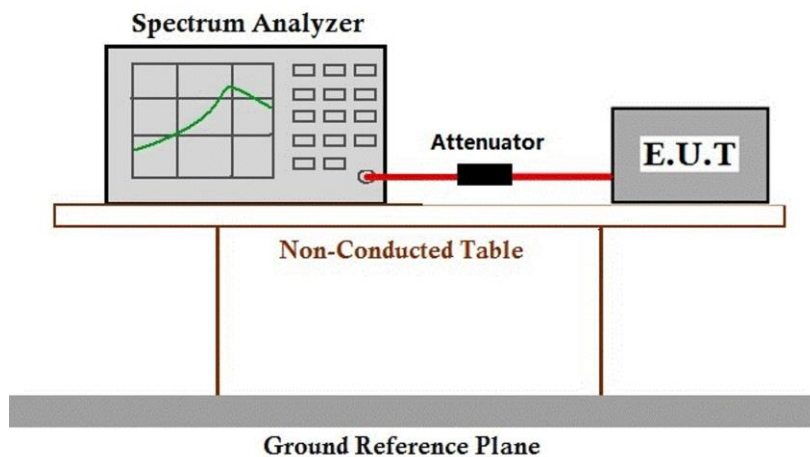 Spectrum Analyzer
Attenuator
E.U.T
Non-Conducted Table
Ground Reference Plane